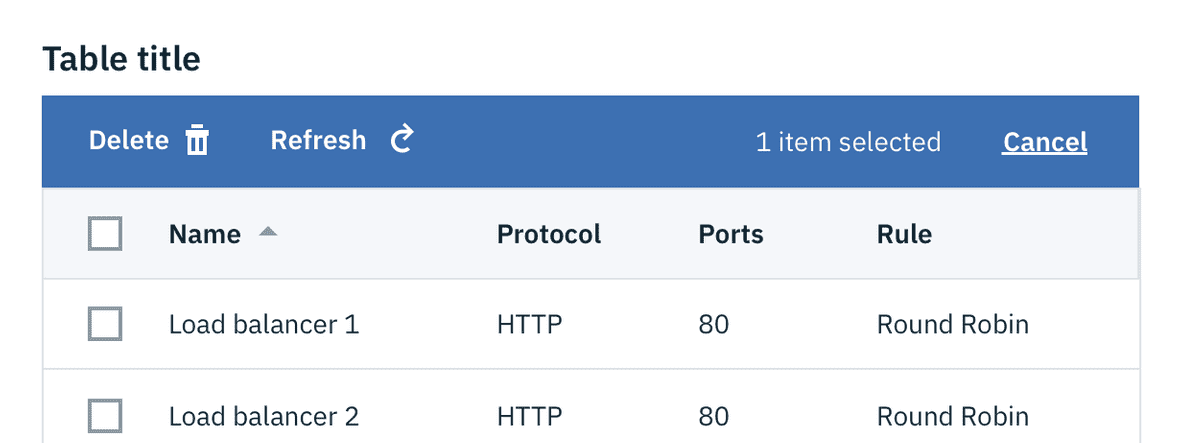 Table title
Delete Refresh 1 item selected Cancel
Name Protocol Ports Rule
Load balancer 1 HTTP 80 Round Robin
Load balancer 2 HTTP 80 Round Robin